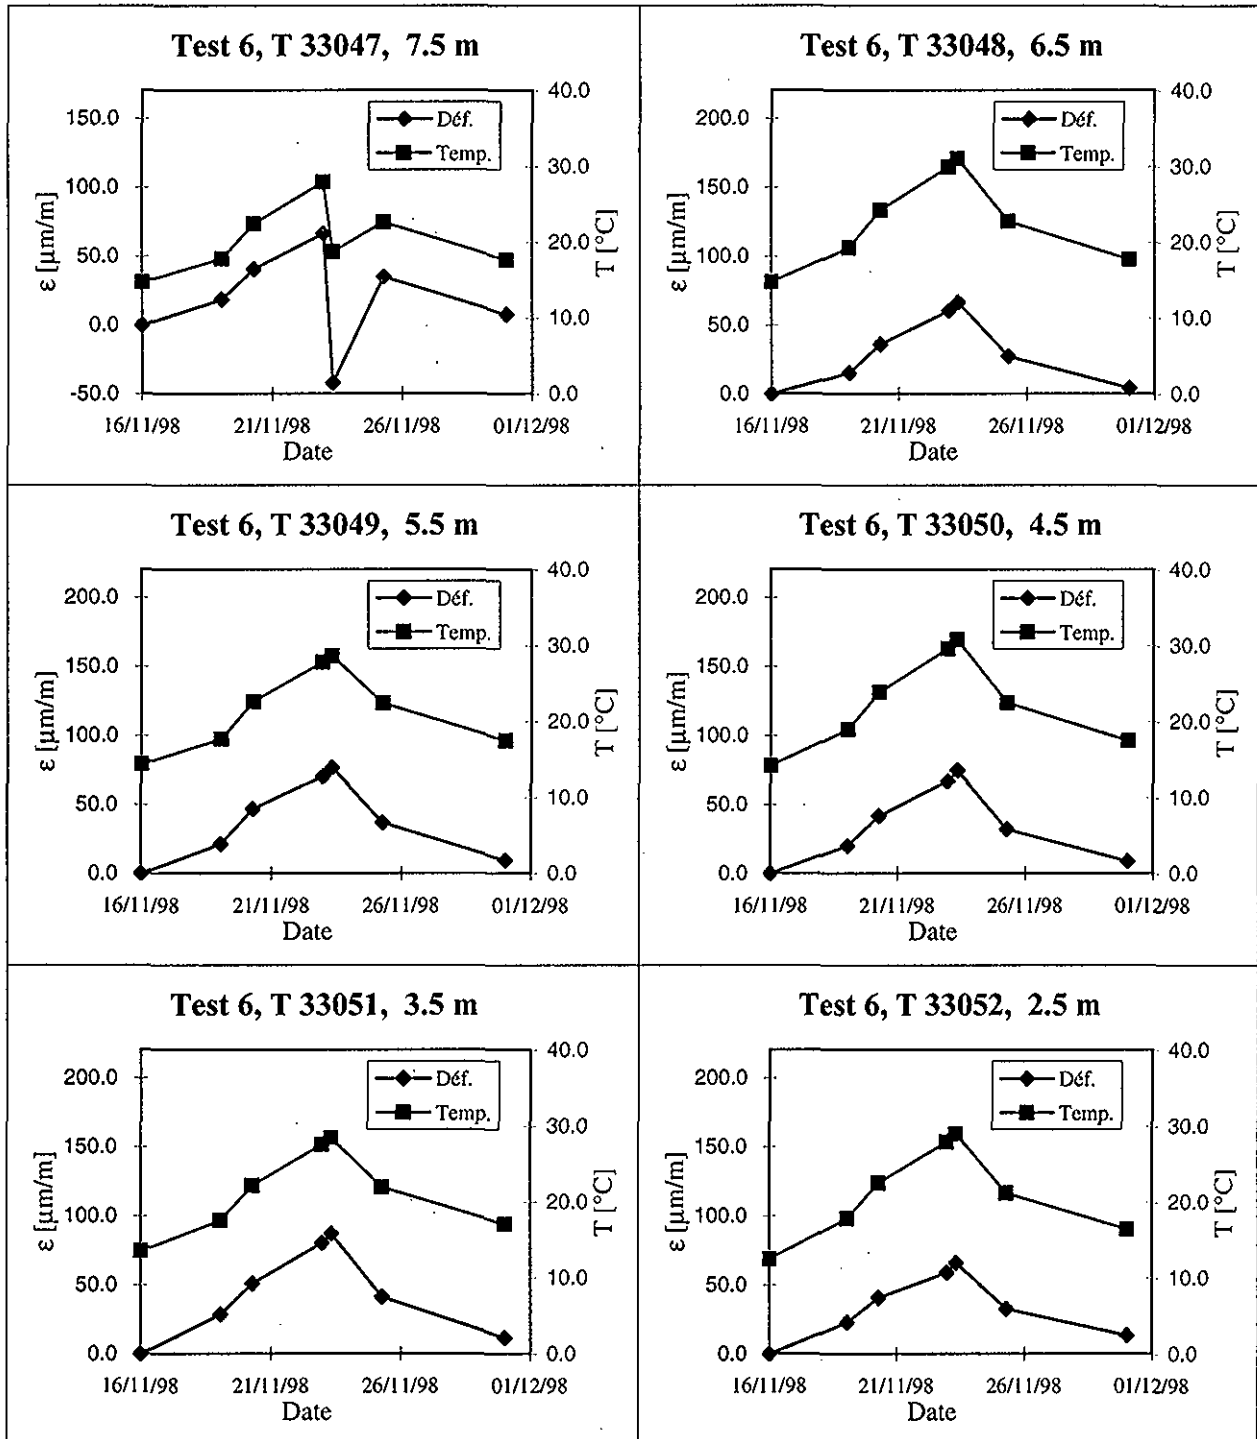 Test 6, T 33047, 7.5 m
150.0
100.0
50.0
0.0
-50.0
ε [µm/m]
40.0
30.0
20.0
10.0
0.0
T [°C]
Déf.
Temp.
16/11/98 21/11/98 26/11/98 01/12/98
Date
Test 6, T 33048, 6.5 m
200.0
150.0
100.0
50.0
0.0
ε [µm/m]
40.0
30.0
20.0
10.0
0.0
T [°C]
Déf.
Temp.
16/11/98 21/11/98 26/11/98 01/12/98
Date
Test 6, T 33049, 5.5 m
200.0
150.0
100.0
50.0
0.0
ε [µm/m]
40.0
30.0
20.0
10.0
0.0
T [°C]
Déf.
Temp.
16/11/98 21/11/98 26/11/98 01/12/98
Date
Test 6, T 33050, 4.5 m
200.0
150.0
100.0
50.0
0.0
ε [µm/m]
40.0
30.0
20.0
10.0
0.0
T [°C]
Déf.
Temp.
16/11/98 21/11/98 26/11/98 01/12/98
Date
Test 6, T 33051, 3.5 m
200.0
150.0
100.0
50.0
0.0
ε [µm/m]
40.0
30.0
20.0
10.0
0.0
T [°C]
Déf.
Temp.
16/11/98 21/11/98 26/11/98 01/12/98
Date
Test 6, T 33052, 2.5 m
200.0
150.0
100.0
50.0
0.0
ε [µm/m]
40.0
30.0
20.0
10.0
0.0
T [°C]
Déf.
Temp.
16/11/98 21/11/98 26/11/98 01/12/98
Date